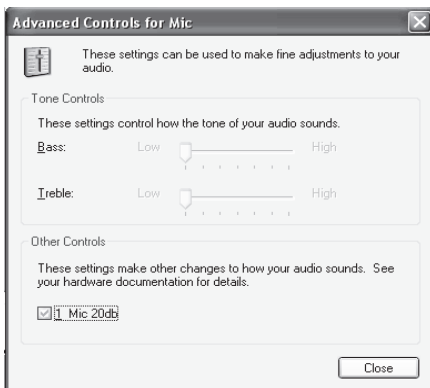 Advanced Controls for Mic
These settings can be used to make fine adjustments to your
audio.
Tone Controls
These settings control how the tone of your audio sounds.
Bass: Low High
Treble: Low High
Other Controls
These settings make other changes to how your audio sounds. See
your hardware documentation for details.
1 Mic 20db
Close